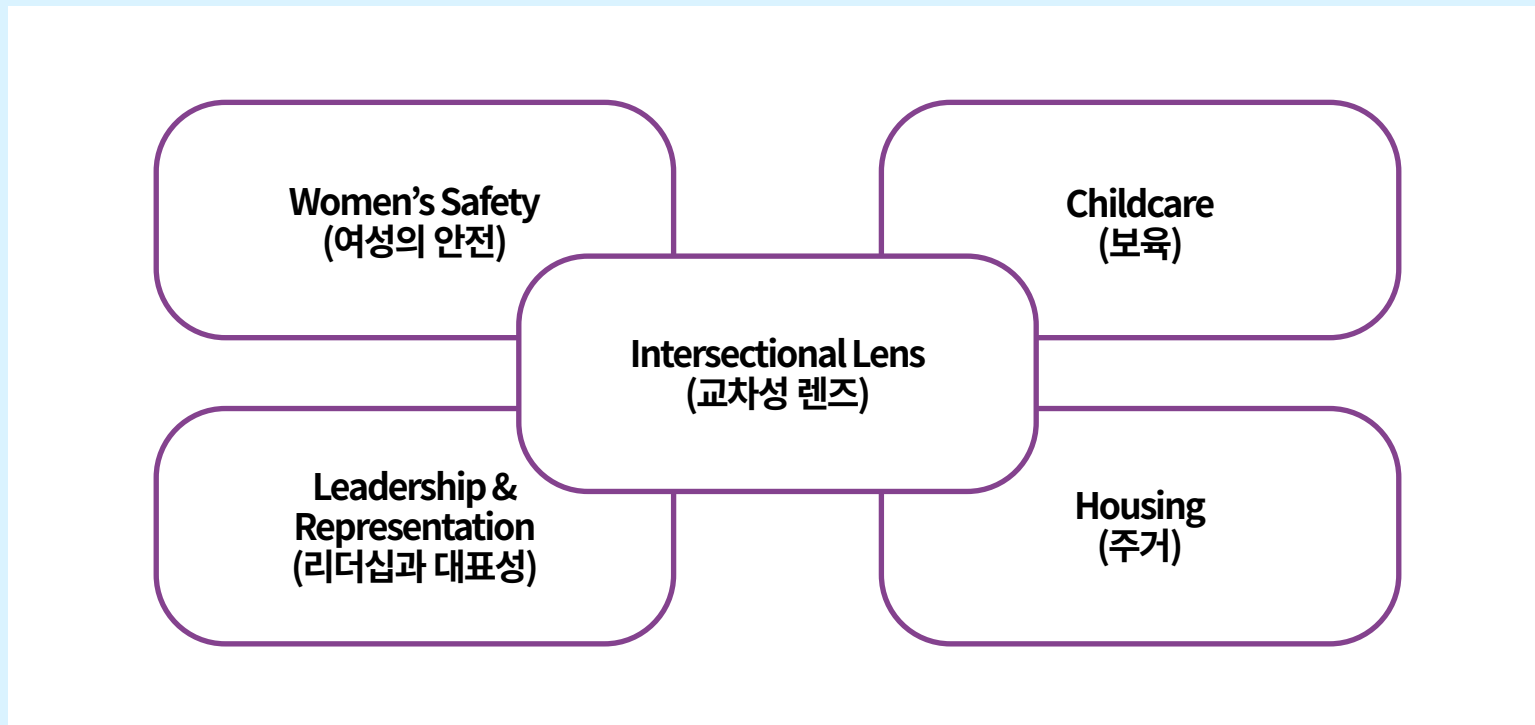 Women’s Safety
(여성의 안전)
Childcare
(보육)
Intersectional Lens
(교차성 렌즈)
Leadership &
Representation
(리더십과 대표성)
Housing
(주거)